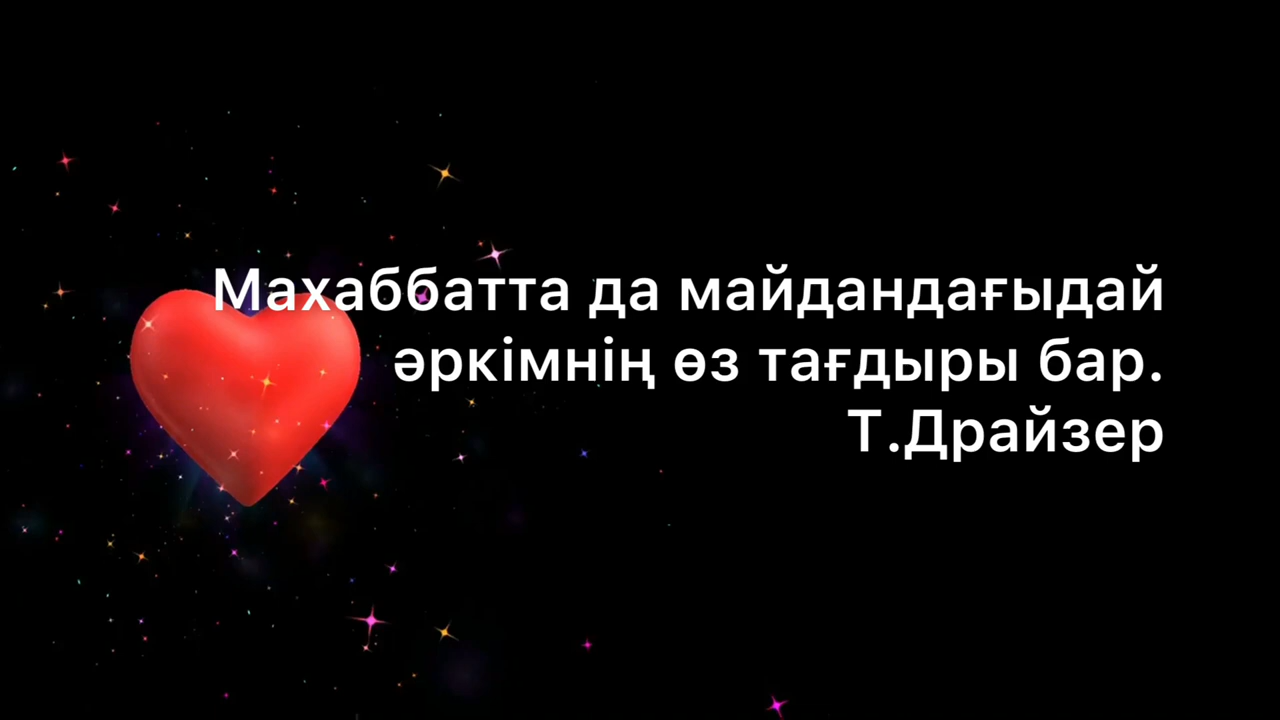 Махаббатта да майдандағыдай
әркімнің өз тағдыры бар.
Т.Драйзер